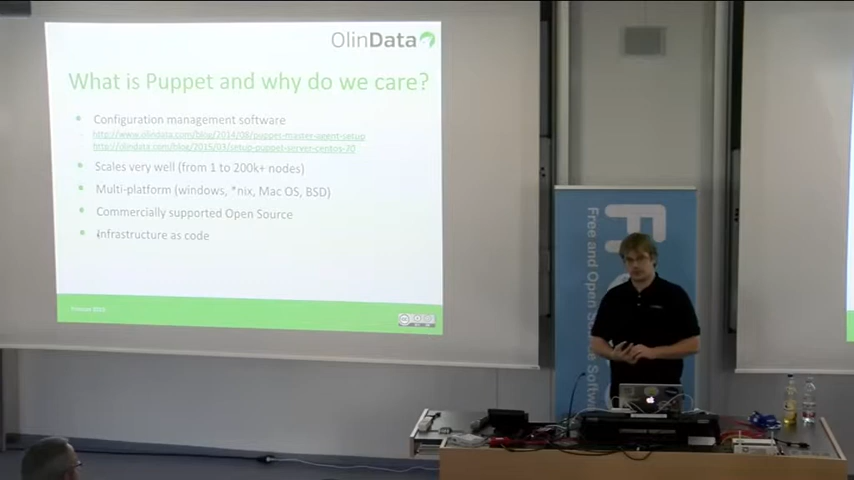 OlinData
What is Puppet and why do we care?
Configuration management software
http://www.olindata.com/blog/2014/08/puppet-master-agent-setup
http://olindata.com/blog/2015/03/setup-puppet-server-centos-70
Scales very well (from 1 to 200k+ nodes)
Multi-platform (windows, *nix, Mac OS, BSD)
Commercially supported Open Source
Infrastructure as code
Free and Open Source Software